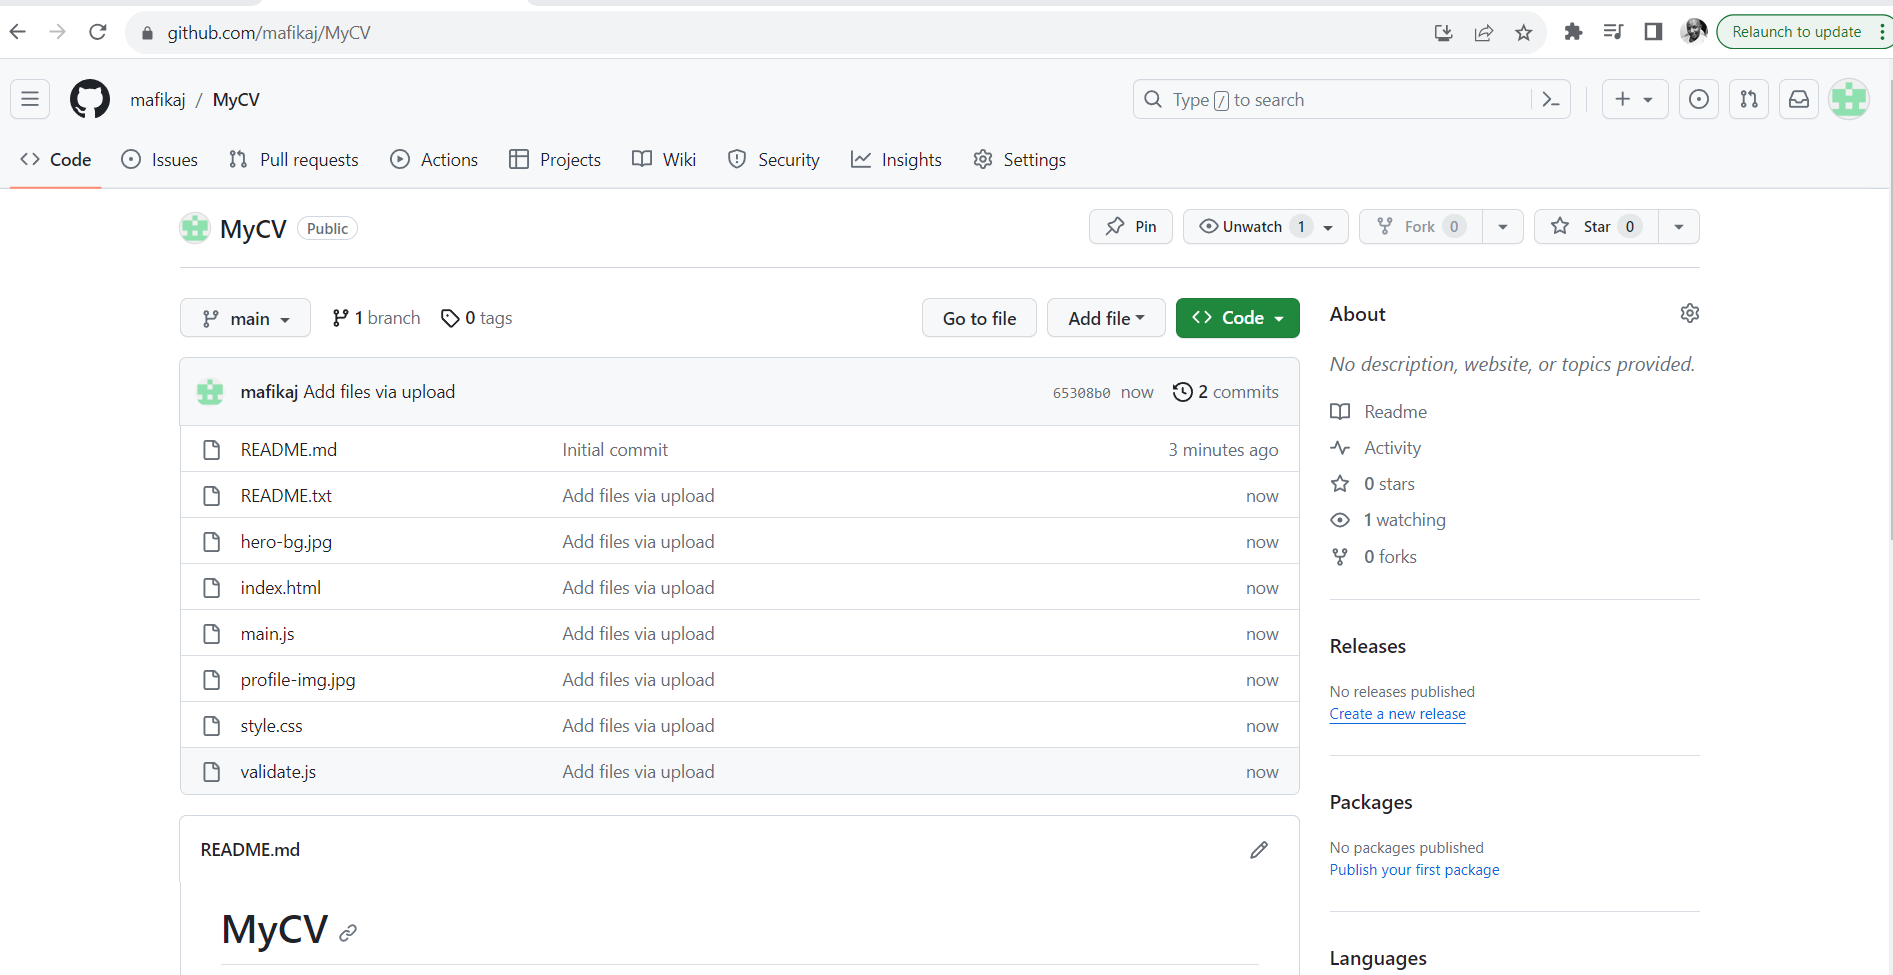 github.com/mafikaj/MyCV
Relaunch to update
mafikaj / MyCV
Type / to search
Code Issues Pull requests Actions Projects Wiki Security Insights Settings
MyCV Public
Pin Unwatch 1 Fork 0 Star 0
main 1 branch 0 tags Go to file Add file Code
mafikaj Add files via upload 65308b0 now 2 commits
README.md Initial commit 3 minutes ago
README.txt Add files via upload now
hero-bg.jpg Add files via upload now
index.html Add files via upload now
main.js Add files via upload now
profile-img.jpg Add files via upload now
style.css Add files via upload now
validate.js Add files via upload now
README.md
MyCV
About
No description, website, or topics provided.
Readme
Activity
0 stars
1 watching
0 forks
Releases
No releases published
Create a new release
Packages
No packages published
Publish your first package
Languages